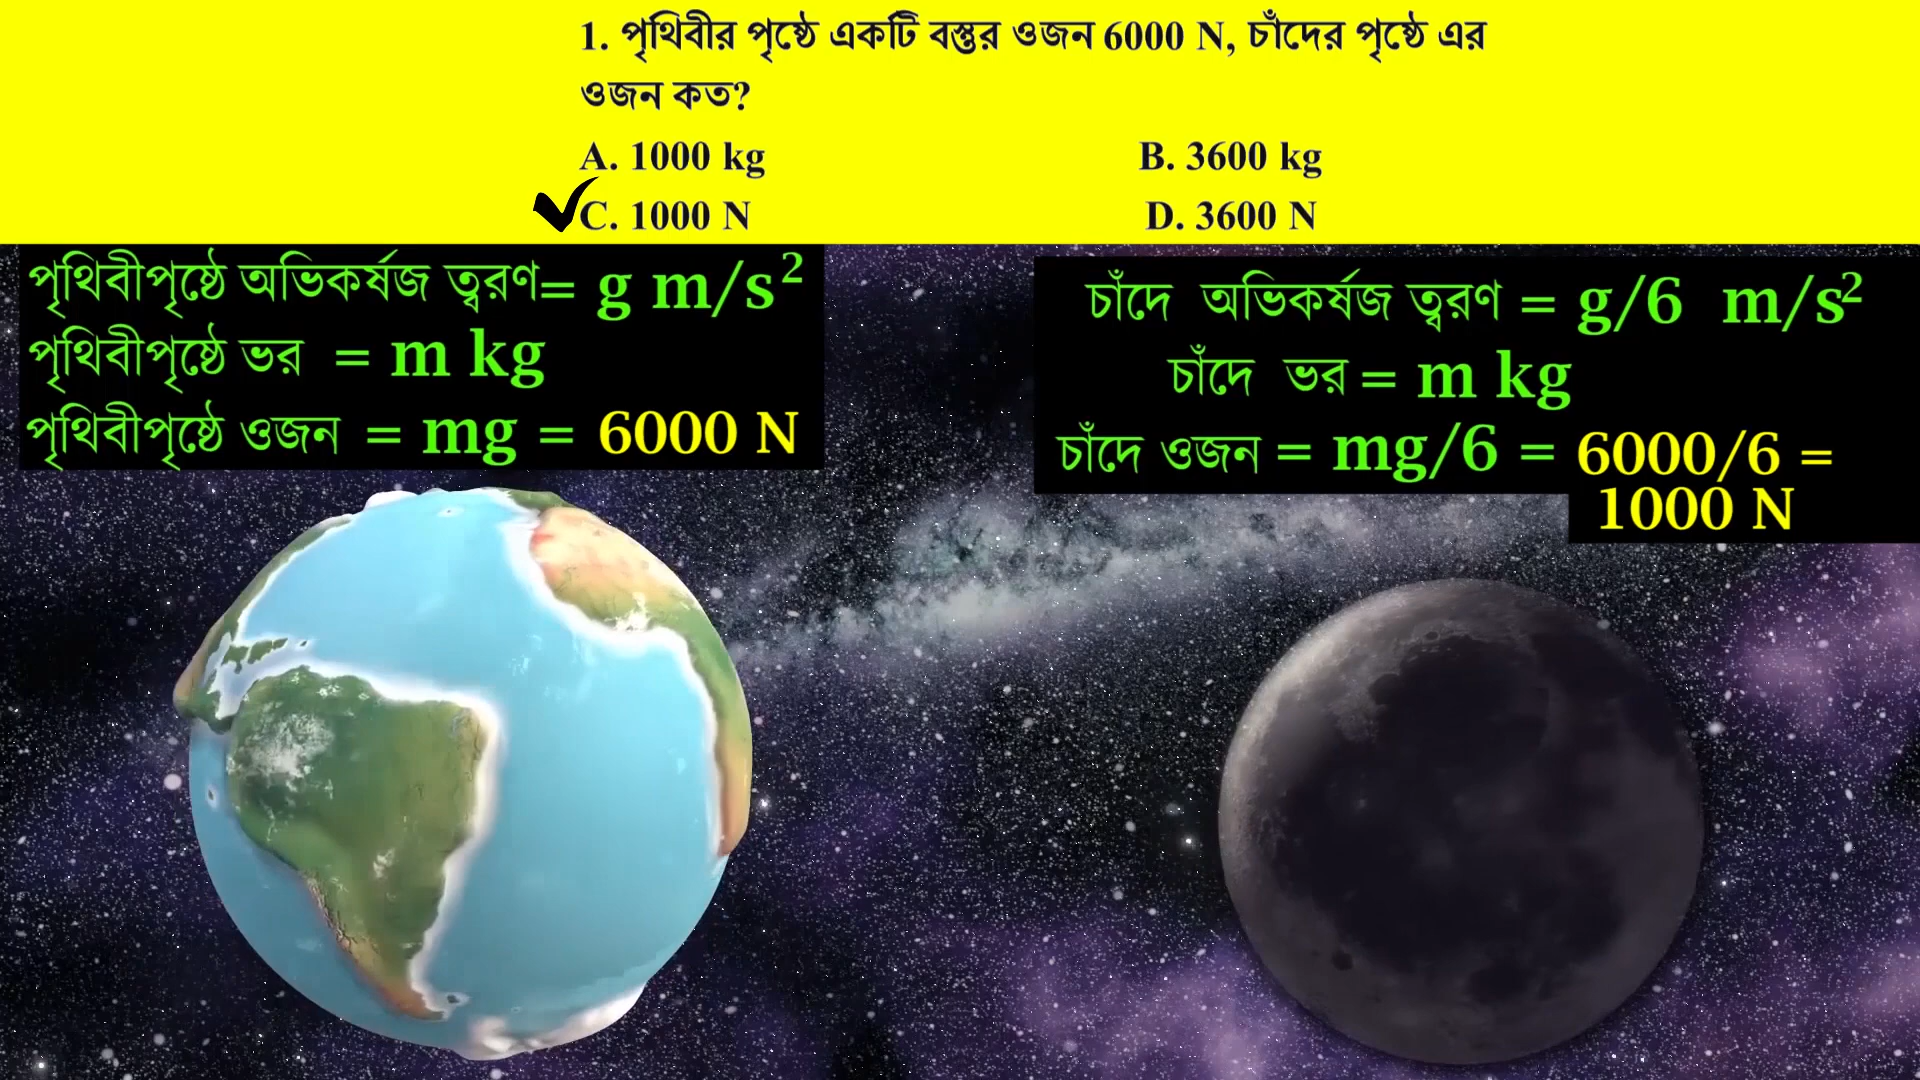 1. পৃথিবীর পৃষ্ঠে একটি বস্তুর ওজন 6000 N, চাঁদের পৃষ্ঠে এর
ওজন কত?
A. 1000 kg B. 3600 kg
✔C. 1000 N D. 3600 N
পৃথিবীপৃষ্ঠে অভিকর্ষজ ত্বরণ= g m/s²
পৃথিবীপৃষ্ঠে ভর = m kg
পৃথিবীপৃষ্ঠে ওজন = mg = 6000 N
চাঁদে অভিকর্ষজ ত্বরণ = g/6 m/s²
চাঁদে ভর = m kg
চাঁদে ওজন = mg/6 = 6000/6 =
1000 N